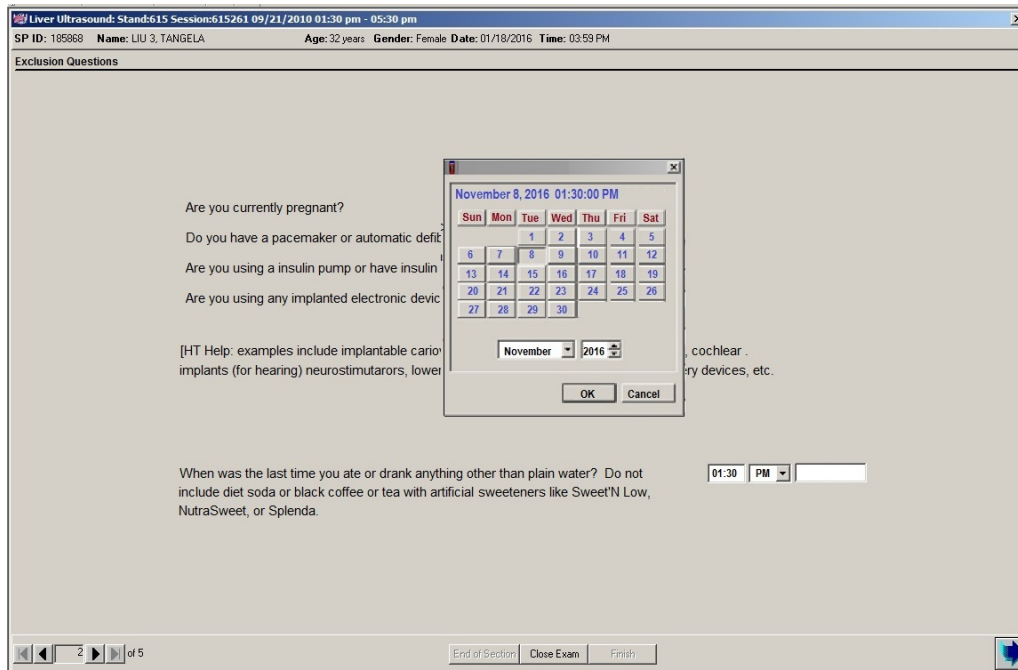 Liver Ultrasound: Stand:615 Session:615261 09/21/2010 01:30 pm - 05:30 pm
SP ID: 185868 Name: LIU 3, TANGELA Age: 32 years Gender: Female Date: 01/18/2016 Time: 03:59 PM
Exclusion Questions
Are you currently pregnant?
Do you have a pacemaker or automatic defib
Are you using a insulin pump or have insulin
Are you using any implanted electronic devic
[HT Help: examples include implantable cariov
, cochlear .
implants (for hearing) neurostimutarors, lower
ery devices, etc.
November 8, 2016 01:30:00 PM
Sun Mon Tue Wed Thu Fri Sat
1 2 3 4 5
6 7 8 9 10 11 12
13 14 15 16 17 18 19
20 21 22 23 24 25 26
27 28 29 30
November 2016
OK Cancel
When was the last time you ate or drank anything other than plain water? Do not
include diet soda or black coffee or tea with artificial sweeteners like Sweet'N Low,
NutraSweet, or Splenda.
01:30 PM
2 of 5
End of Section Close Exam Finish